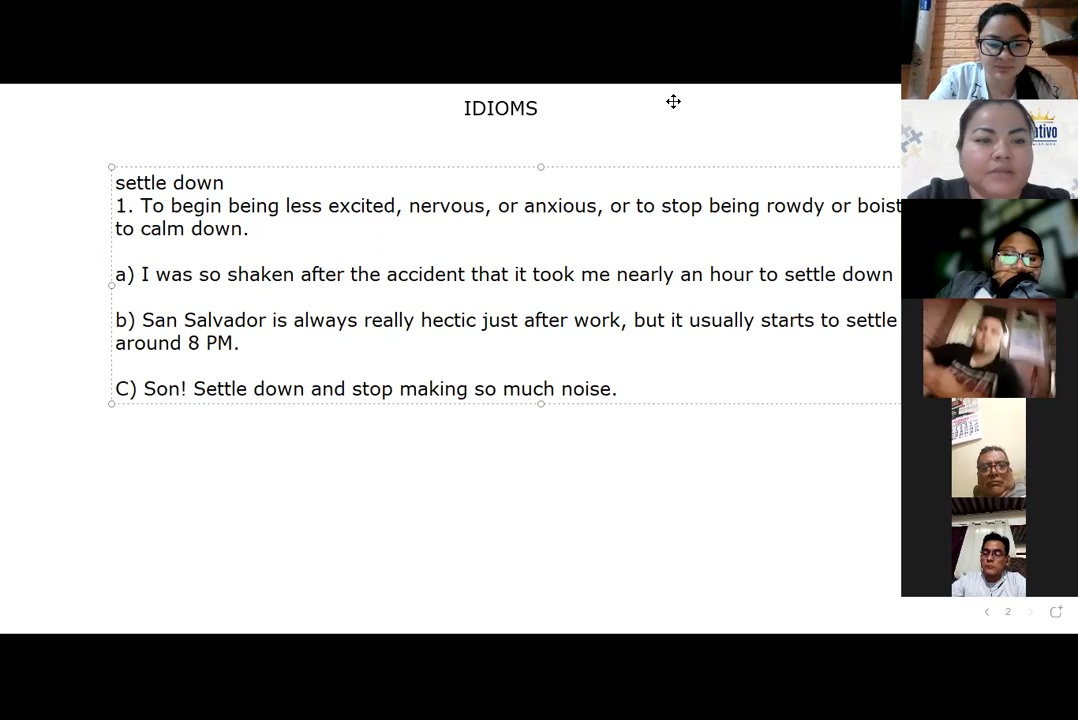 IDIOMS
settle down
1. To begin being less excited, nervous, or anxious, or to stop being rowdy or boist
to calm down.
a) I was so shaken after the accident that it took me nearly an hour to settle down
b) San Salvador is always really hectic just after work, but it usually starts to settle
around 8 PM.
C) Son! Settle down and stop making so much noise.
ativo
2